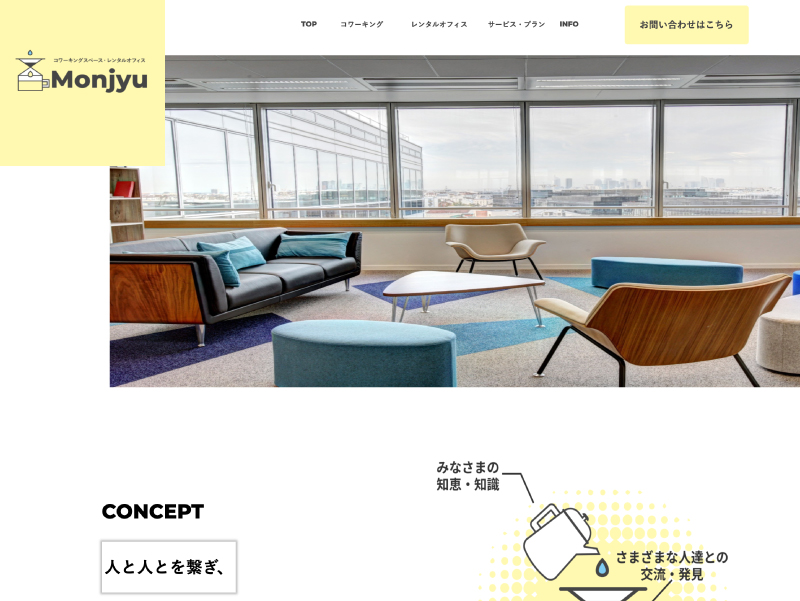 TOP
コワーキング
レンタルオフィス
サービス・プラン
INFO
お問い合わせはこちら
コワーキングスペース・レンタルオフィス
Monjyu
みなさまの
知恵・知識
CONCEPT
さまざまな人達との
交流・発見
人と人とを繋ぎ、